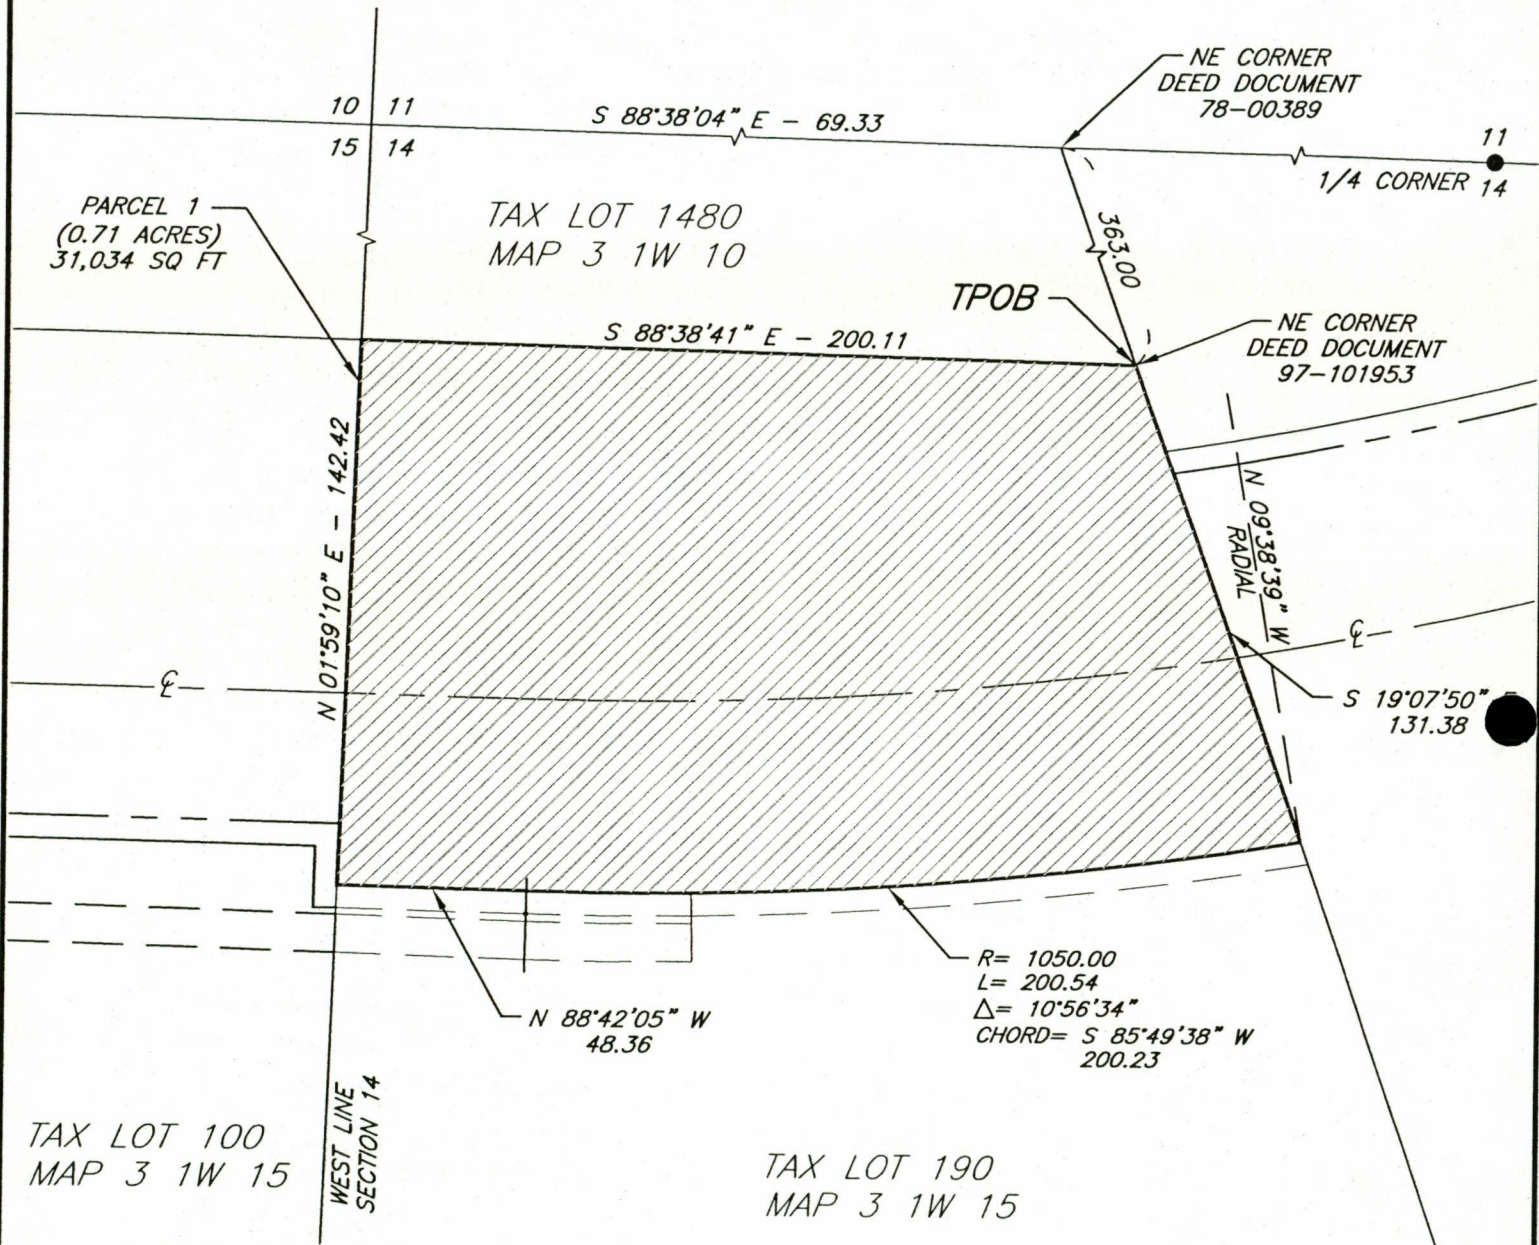 NE CORNER
DEED DOCUMENT
78-00389
10 11
15 14
S 88°38'04" E - 69.33
11
1/4 CORNER 14
PARCEL 1
(0.71 ACRES)
31,034 SQ FT
TAX LOT 1480
MAP 3 1W 10
363.00
TPOB
NE CORNER
DEED DOCUMENT
97-101953
S 88°38'41" E - 200.11
N 01°59'10" E - 142.42
N 09°38'39" W
RADIAL
℄
℄
S 19°07'50"
131.38
R= 1050.00
L= 200.54
Δ= 10°56'34"
CHORD= S 85°49'38" W
200.23
N 88°42'05" W
48.36
WEST LINE
SECTION 14
TAX LOT 100
MAP 3 1W 15
TAX LOT 190
MAP 3 1W 15